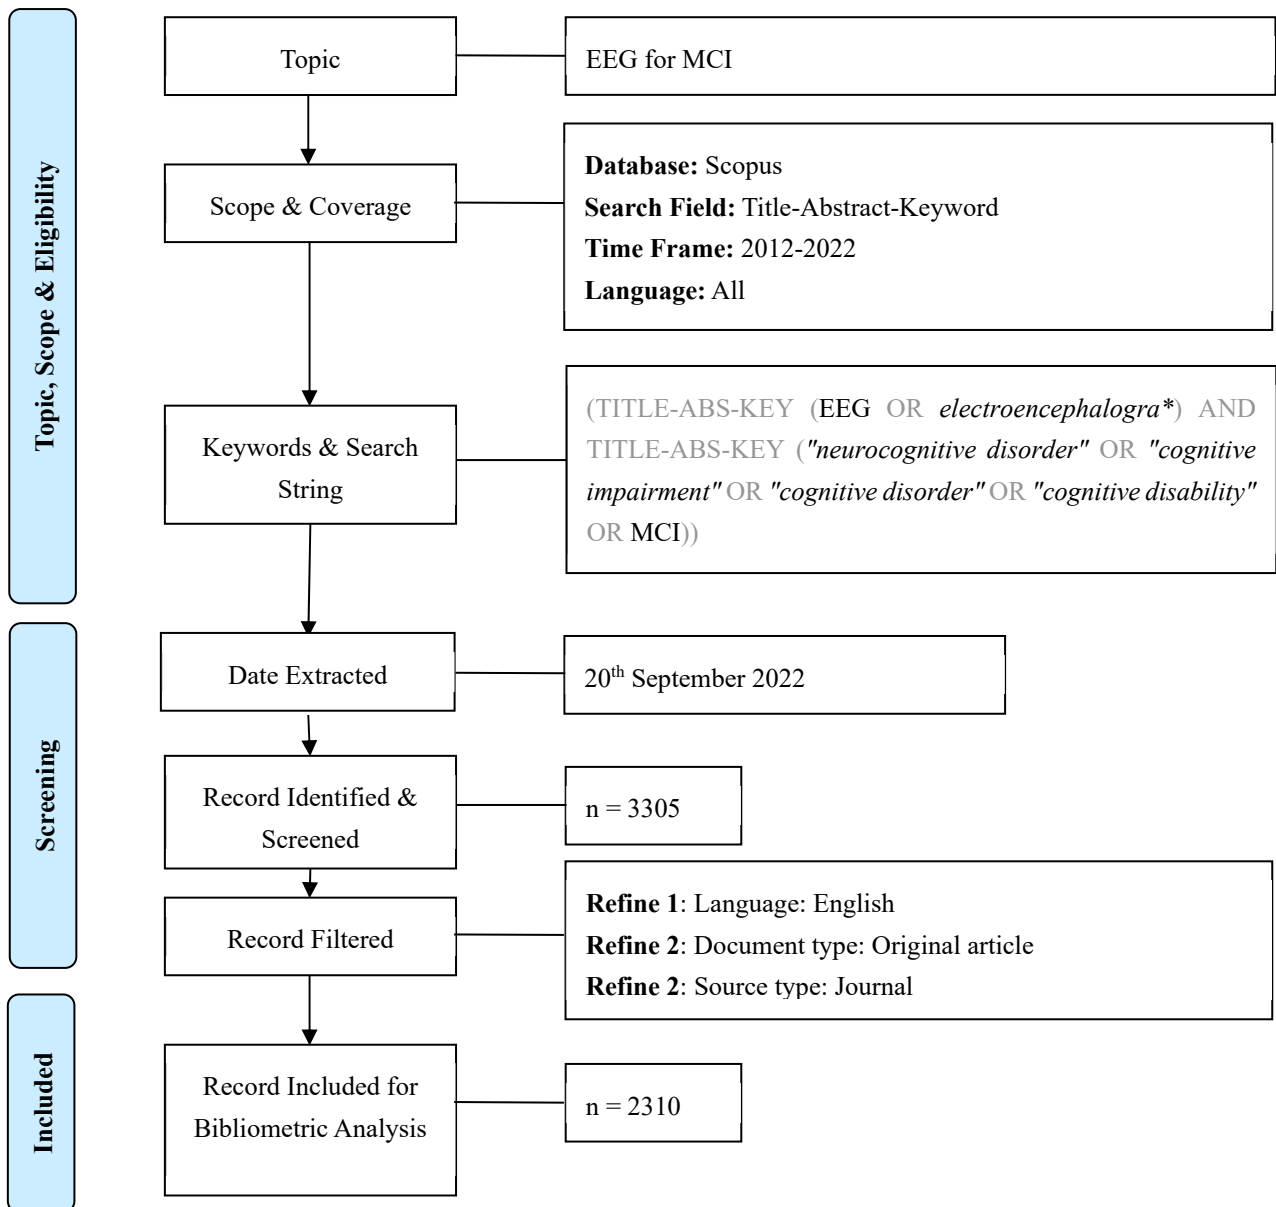 Topic, Scope & Eligibility
Topic
EEG for MCI
Scope & Coverage
Database: Scopus
Search Field: Title-Abstract-Keyword
Time Frame: 2012-2022
Language: All
Keywords & Search
String
(TITLE-ABS-KEY (EEG OR electroencephalogra*) AND
TITLE-ABS-KEY ("neurocognitive disorder" OR "cognitive
impairment" OR "cognitive disorder" OR "cognitive disability"
OR MCI))
Screening
Date Extracted
20th September 2022
Record Identified &
Screened
n = 3305
Record Filtered
Refine 1: Language: English
Refine 2: Document type: Original article
Refine 2: Source type: Journal
Included
Record Included for
Bibliometric Analysis
n = 2310